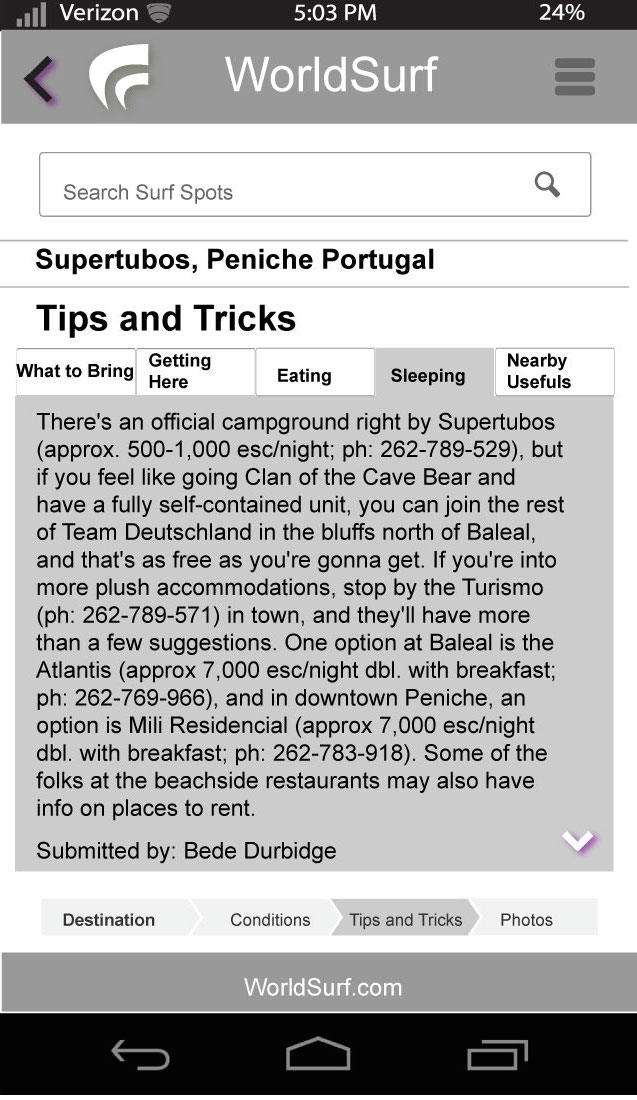 Verizon 5:03 PM 24%
WorldSurf
Search Surf Spots
Supertubos, Peniche Portugal
Tips and Tricks
What to Bring
Getting
Here
Eating
Sleeping
Nearby
Usefuls
There's an official campground right by Supertubos
(approx. 500-1,000 esc/night; ph: 262-789-529), but
if you feel like going Clan of the Cave Bear and
have a fully self-contained unit, you can join the rest
of Team Deutschland in the bluffs north of Baleal,
and that's as free as you're gonna get. If you're into
more plush accommodations, stop by the Turismo
(ph: 262-789-571) in town, and they'll have more
than a few suggestions. One option at Baleal is the
Atlantis (approx 7,000 esc/night dbl. with breakfast;
ph: 262-769-966), and in downtown Peniche, an
option is Mili Residencial (approx 7,000 esc/night
dbl. with breakfast; ph: 262-783-918). Some of the
folks at the beachside restaurants may also have
info on places to rent.
Submitted by: Bede Durbidge
Destination Conditions Tips and Tricks Photos
WorldSurf.com